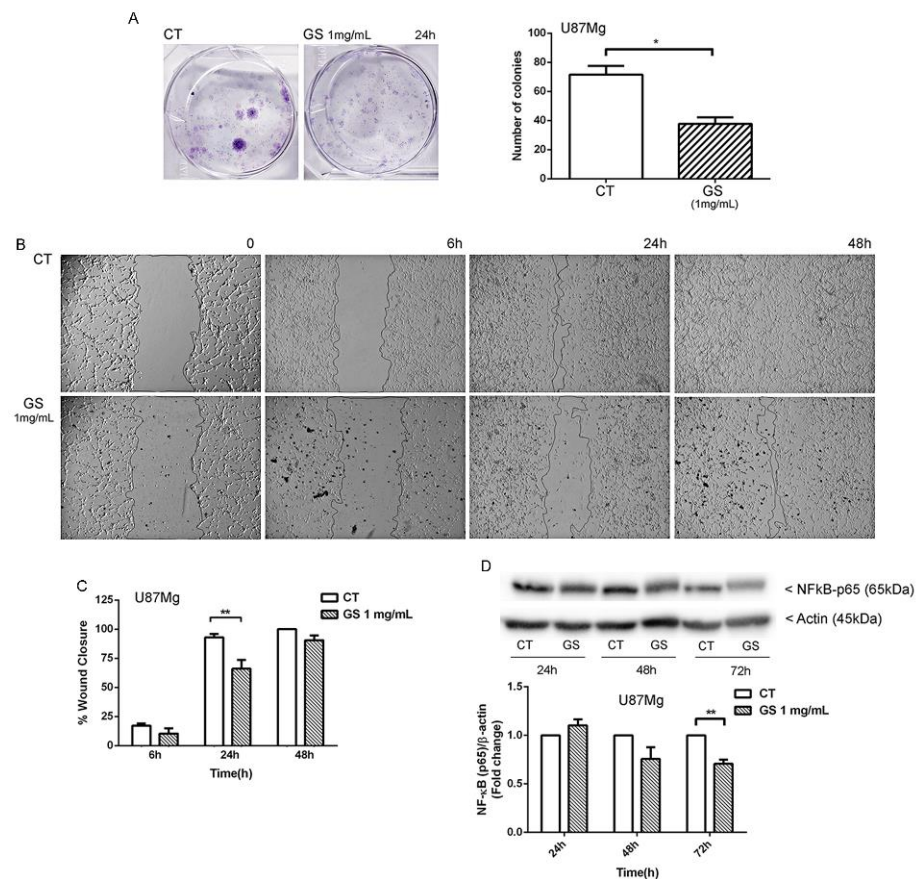 A
CT
GS 1mg/mL 24h
U87Mg
*
Number of colonies
100
80
60
40
20
0
CT
GS
(1mg/mL)
B
0 6h 24h 48h
CT
GS
1mg/mL
C
U87Mg
CT
GS 1 mg/mL
**
% Wound Closure
125
100
75
50
25
0
6h 24h 48h
Time(h)
D
< NFkB-p65 (65kDa)
< Actin (45kDa)
CT GS CT GS CT GS
24h 48h 72h
U87Mg
CT
GS 1 mg/mL
**
NF-κB (p65)/β-actin
(Fold change)
1.5
1.0
0.5
0.0
24h 48h 72h
Time(h)